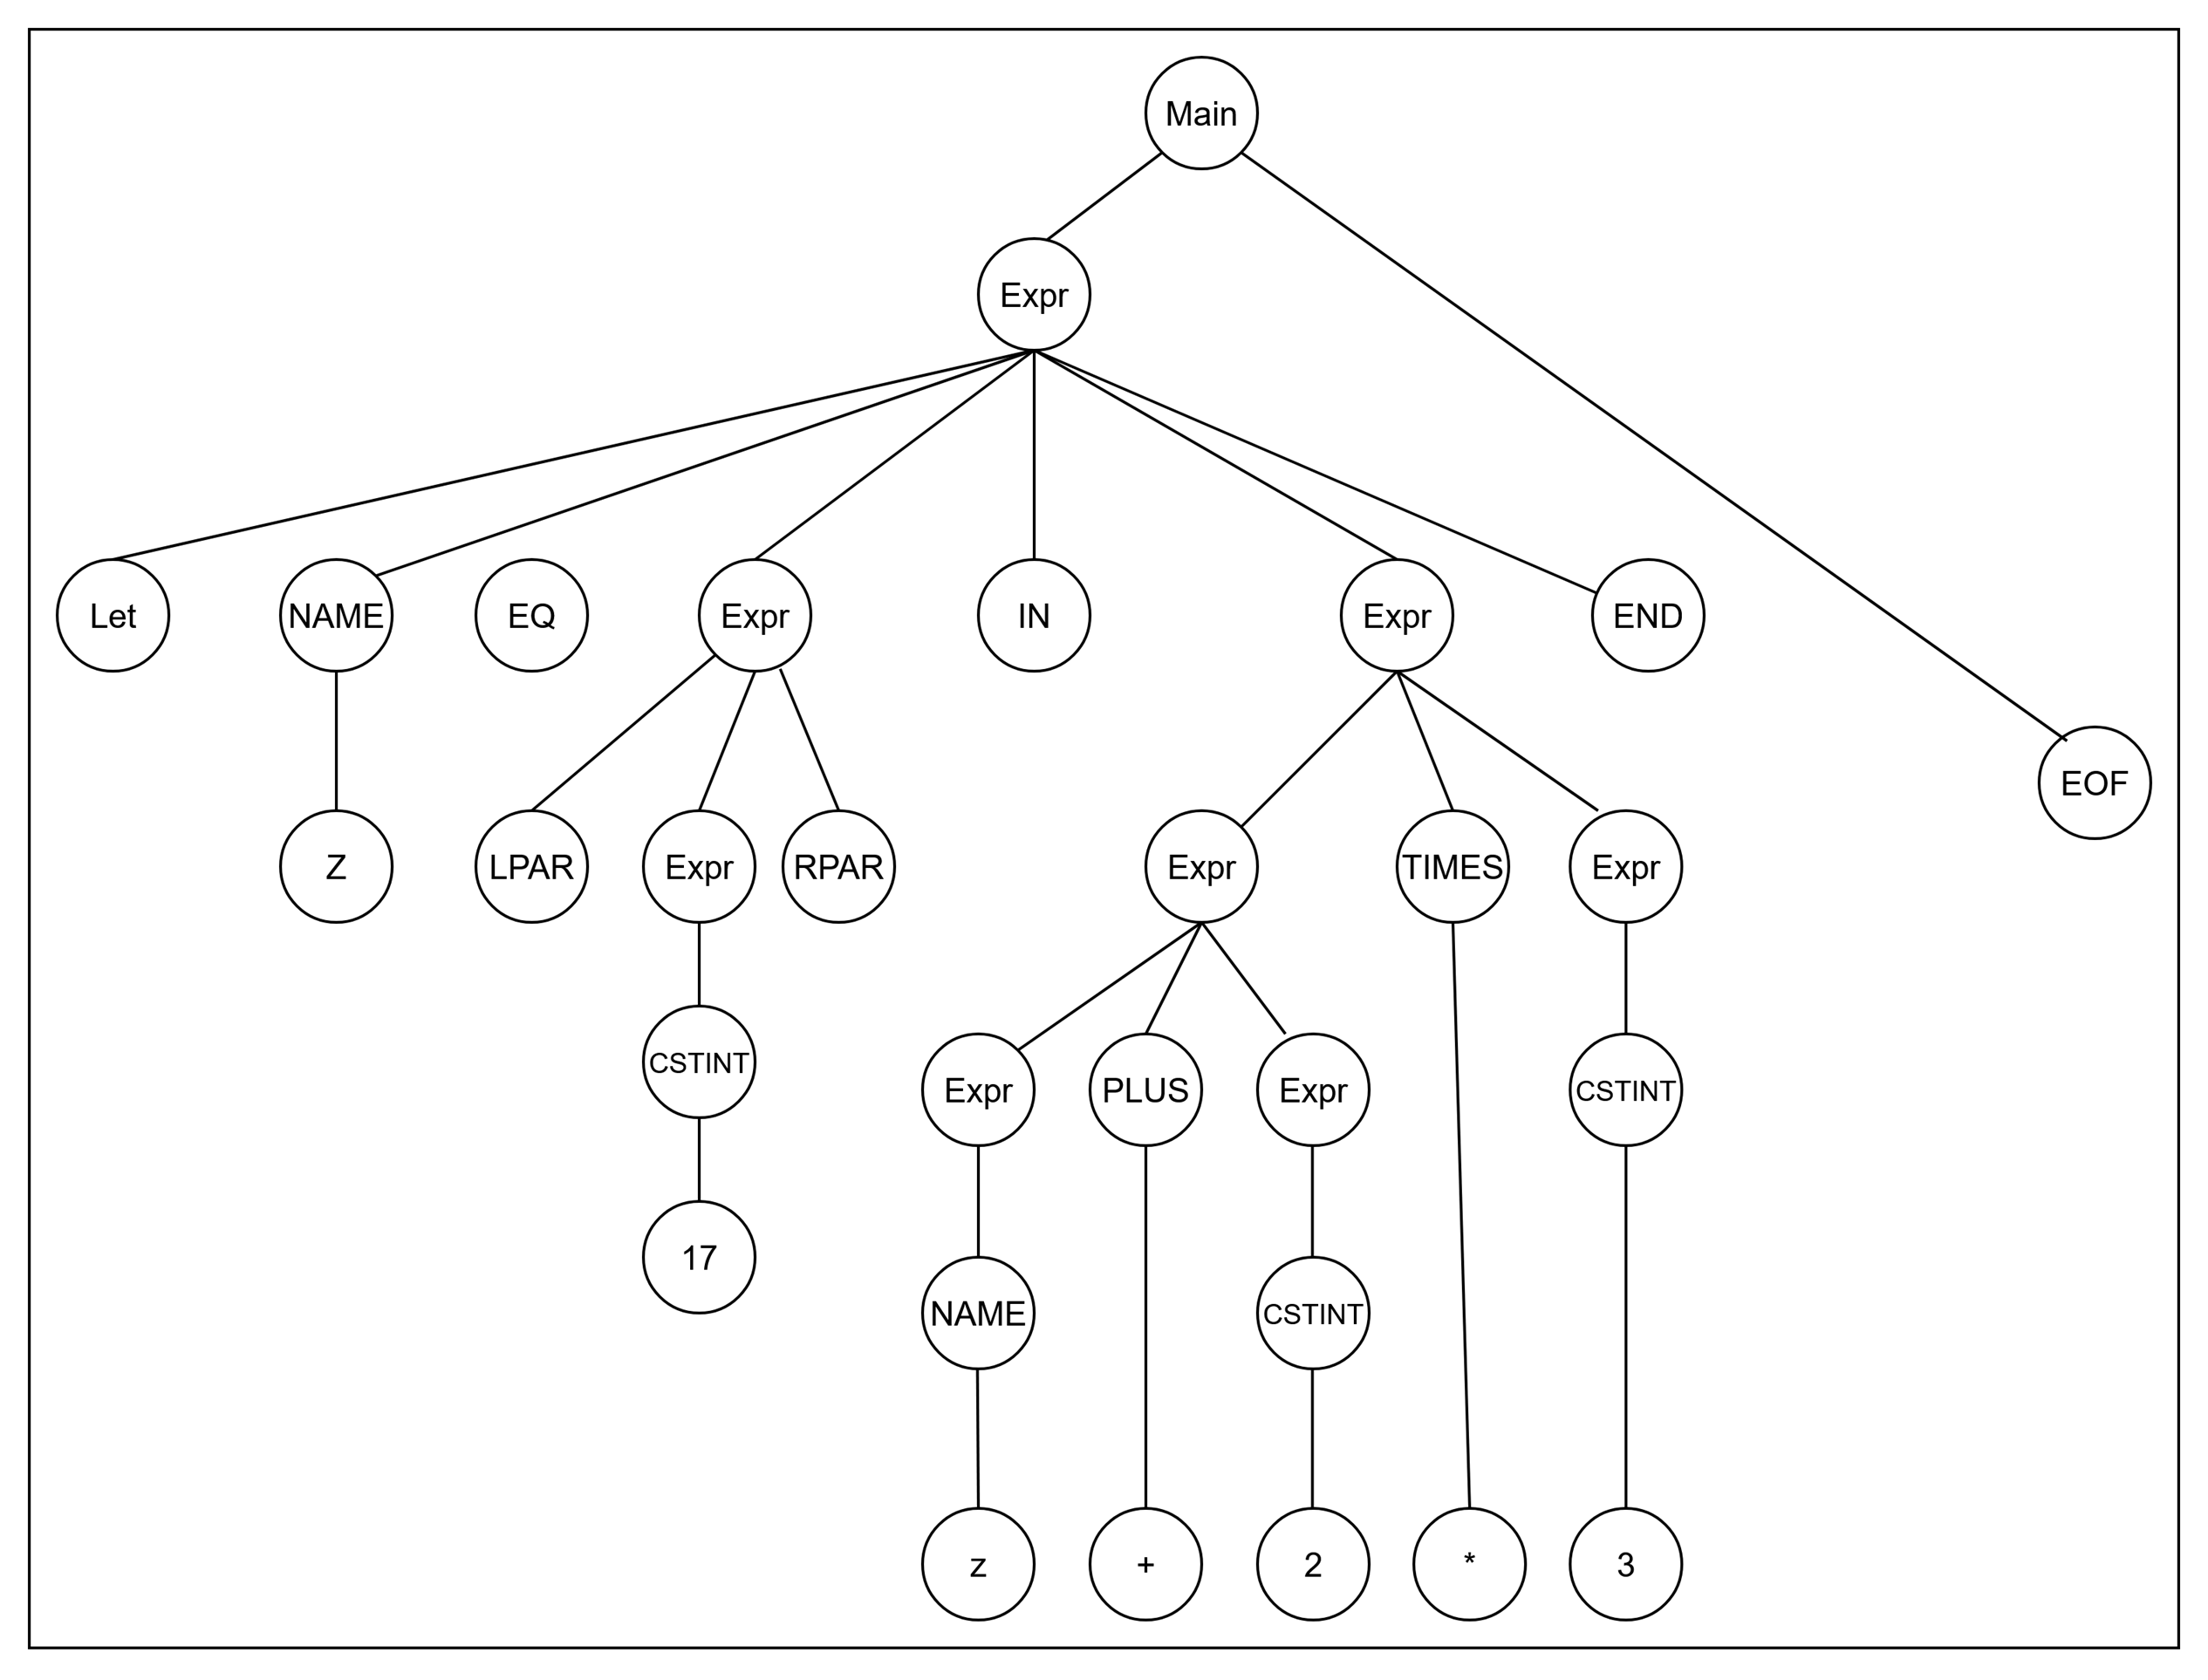 Main
Expr
Let NAME EQ Expr IN Expr END
EOF
Z LPAR Expr RPAR Expr TIMES Expr
CSTINT Expr PLUS Expr CSTINT
17 NAME CSTINT
z + 2 * 3